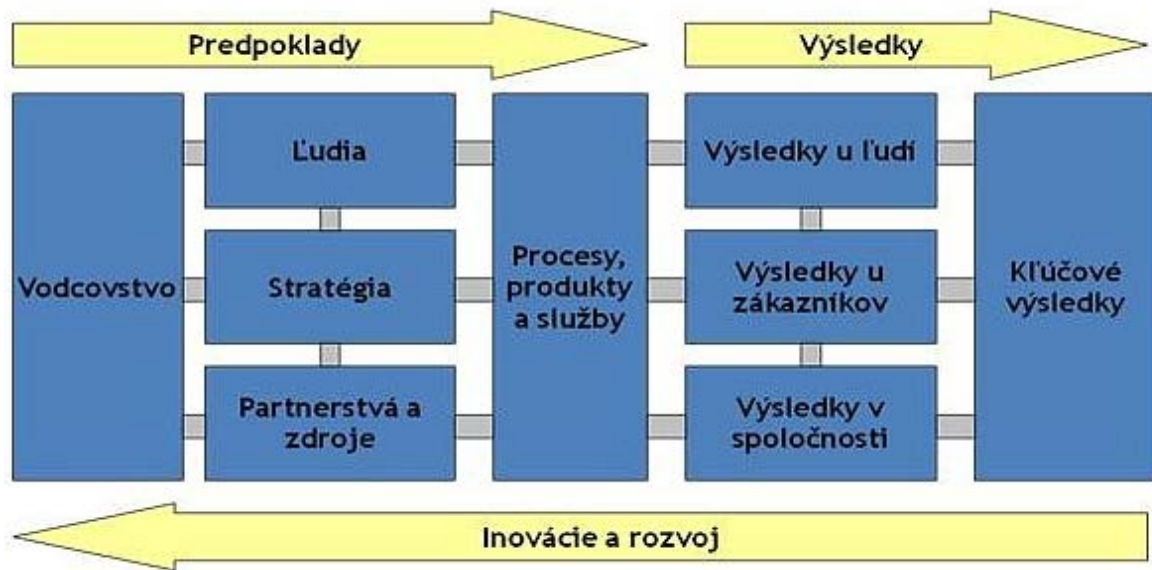 Predpoklady
Výsledky
Vodcovstvo
Ľudia
Stratégia
Partnerstvá a
zdroje
Procesy,
produkty
a služby
Výsledky u ľudí
Výsledky u
zákazníkov
Výsledky v
spoločnosti
Kľúčové
výsledky
Inovácie a rozvoj